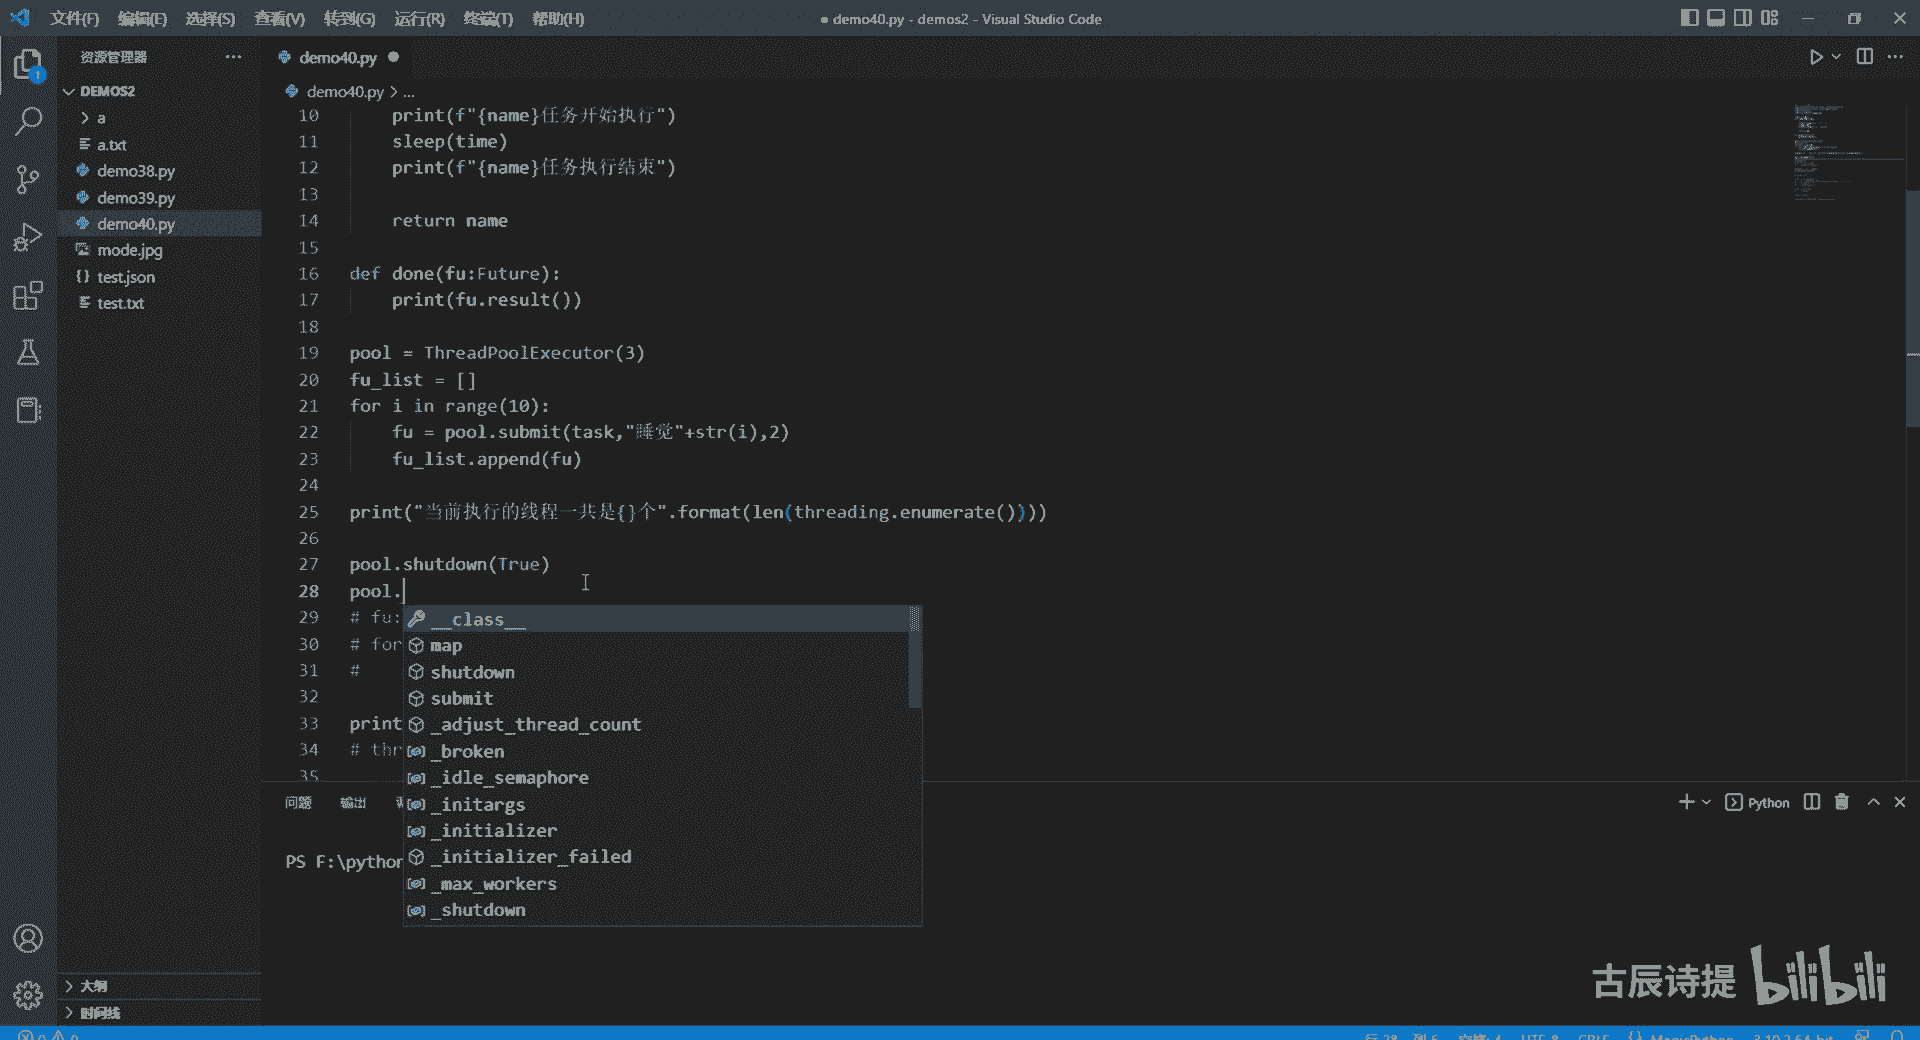 文件(F) 编辑(E) 选择(S) 查看(V) 转到(G) 运行(R) 终端(T) 帮助(H)
● demo40.py - demos2 - Visual Studio Code
资源管理器
DEMOS2
a
a.txt
demo38.py
demo39.py
demo40.py
mode.jpg
test.json
test.txt
大纲
时间线
demo40.py
demo40.py > ...
10 print(f"{name}任务开始执行")
11 sleep(time)
12 print(f"{name}任务执行结束")
13
14 return name
15
16 def done(fu:Future):
17 print(fu.result())
18
19 pool = ThreadPoolExecutor(3)
20 fu_list = []
21 for i in range(10):
22 fu = pool.submit(task,"睡觉"+str(i),2)
23 fu_list.append(fu)
24
25 print("当前执行的线程一共是{}个".format(len(threading.enumerate())))
26
27 pool.shutdown(True)
28 pool.
29 # fu:
30 # for
31 #
32
33 print
34 # thr
35
__class__
map
shutdown
submit
_adjust_thread_count
_broken
_idle_semaphore
_initargs
_initializer
_initializer_failed
_max_workers
_shutdown
问题 输出
Python
PS F:\python
古辰诗提 bilibili